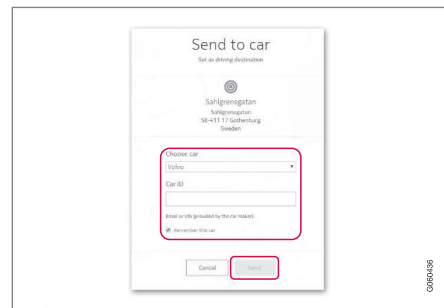 Send to car
Set as driving destination
Sahlgrensgatan
Sahlgrensgatan
SE-411 17 Gothenburg
Sweden
Choose car
Volvo
Car ID
Email or VIN (provided by the car maker).
Remember this car
Cancel
Send
G060436